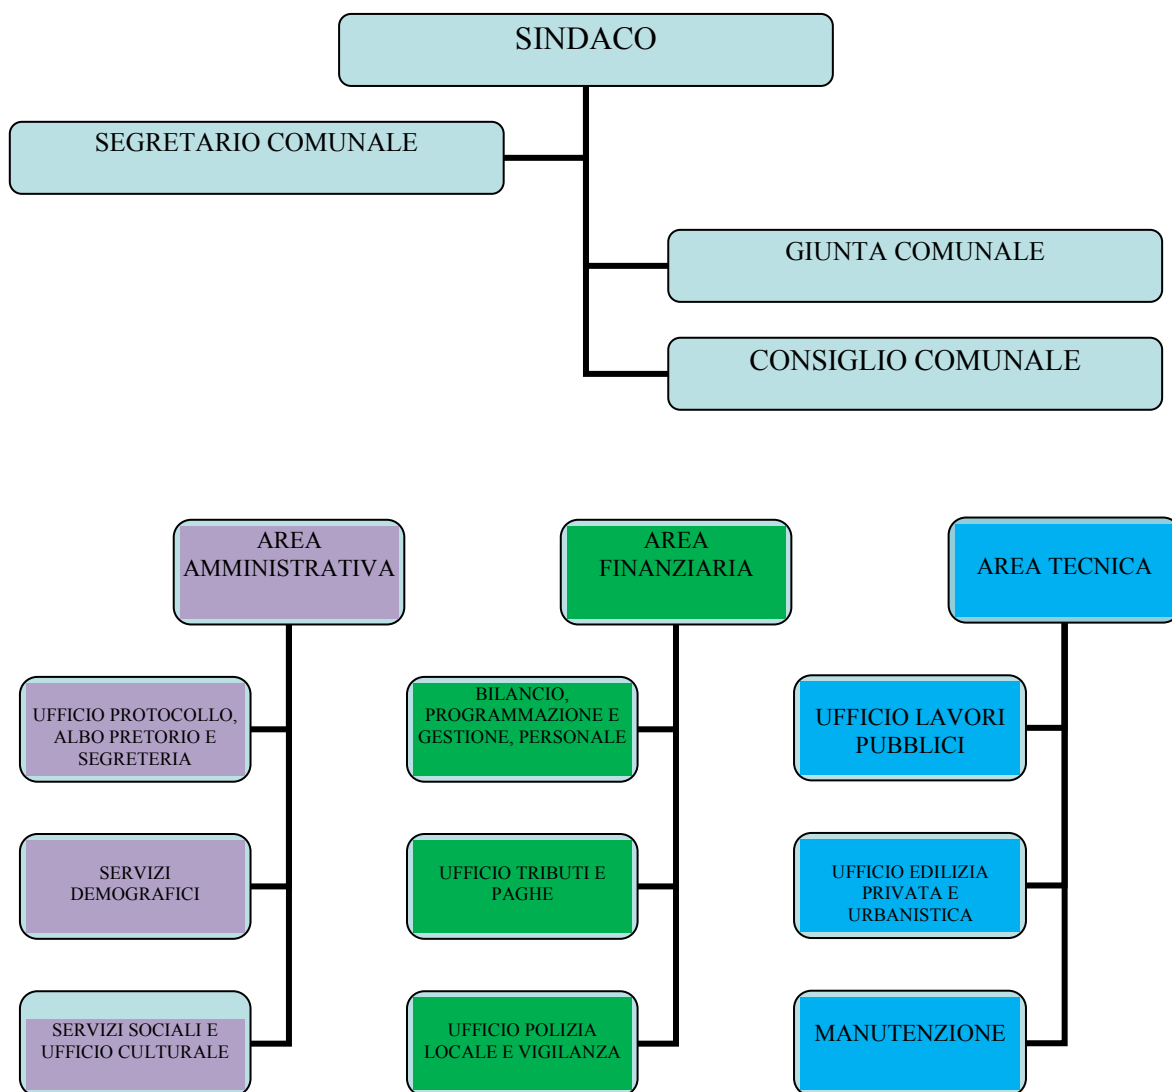 SINDACO
SEGRETARIO COMUNALE
GIUNTA COMUNALE
CONSIGLIO COMUNALE
AREA
AMMINISTRATIVA
AREA
FINANZIARIA
AREA TECNICA
UFFICIO PROTOCOLLO,
ALBO PRETORIO E
SEGRETERIA
BILANCIO,
PROGRAMMAZIONE E
GESTIONE, PERSONALE
UFFICIO LAVORI
PUBBLICI
SERVIZI
DEMOGRAFICI
UFFICIO TRIBUTI E
PAGHE
UFFICIO EDILIZIA
PRIVATA E
URBANISTICA
SERVIZI SOCIALI E
UFFICIO CULTURALE
UFFICIO POLIZIA
LOCALE E VIGILANZA
MANUTENZIONE